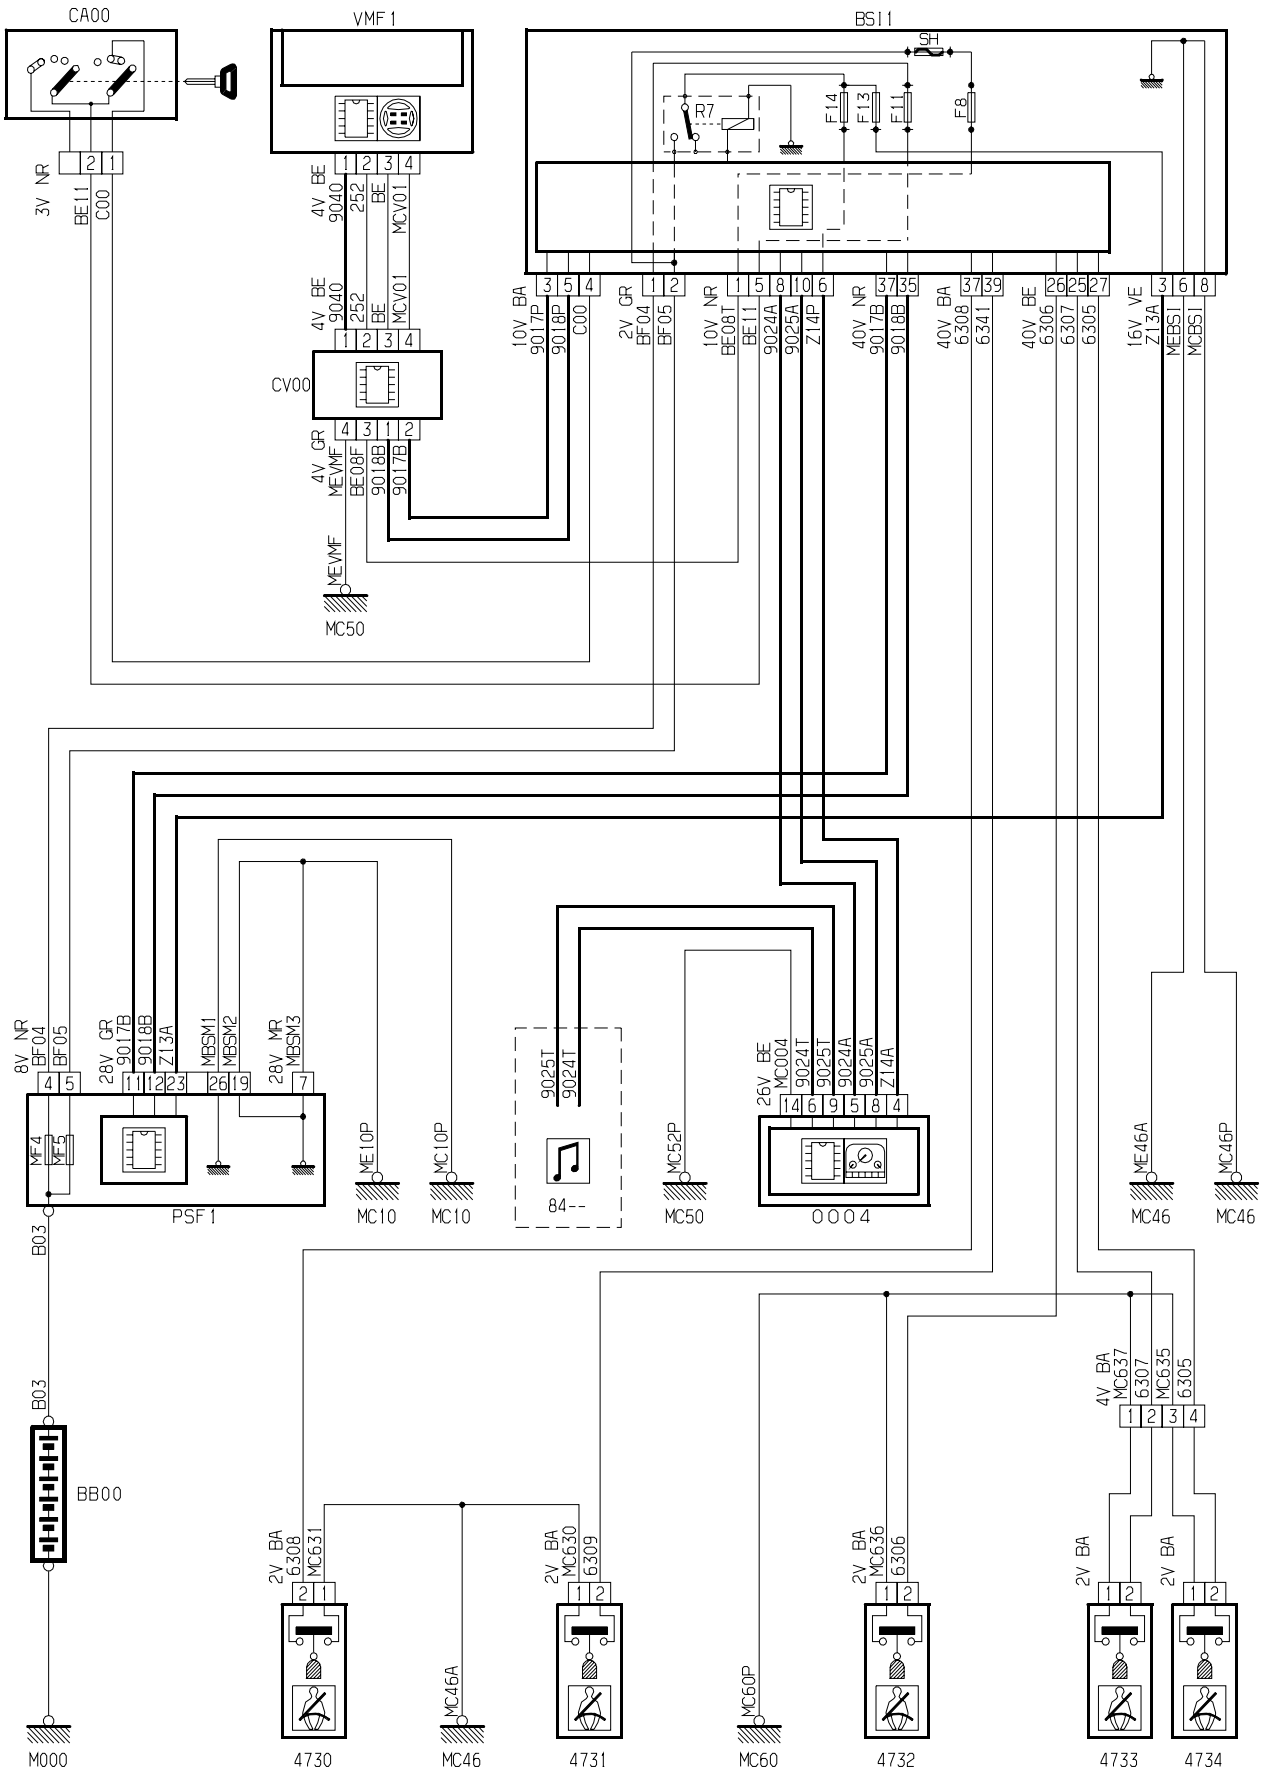 CA00
VMF1
BSI1
SH
R7
F14
F13
F11
F8
2 1
3V NR
BE11
C00
1 2 3 4
4V BE
9040
252
BE
MCV01
4V BE
9040
252
BE
MCV01
1 2 3 4
CV00
4 3 1 2
4V GR
MEVMF
BE08F
9018B
9017B
MEVMF
MC50
3 5 4
10V BA
9017P
9018P
C00
1 2
2V GR
BF04
BF05
1 5 8 10 6
10V NR
BE08T
BE11
9024A
9025A
Z14P
37 35
40V NR
9017B
9018B
37 39
40V BA
6308
6341
26 25 27
40V BE
6306
6307
6305
3 6 8
16V VE
Z13A
MEBSI
MCBSI
8V NR
BF04
BF05
4 5
28V GR
9017B
9018B
Z13A
MBSM1
MBSM2
11 12 23 26 19
28V MR
MBSM3
7
MF4
MF5
PSF1
ME10P
MC10
MC10P
MC10
9025T
9024T
84--
MC52P
MC50
26V BE
MC004
9024T
9025T
9024A
9025A
Z14A
14 6 9 5 8 4
0004
ME46A
MC46
MC46P
MC46
B03
B03
BB00
M000
4V BA
MC637
6307
MC635
6305
1 2 3 4
2V BA
6308
MC631
2 1
4730
MC46A
MC46
2V BA
MC630
6309
1 2
4731
MC60P
MC60
2V BA
MC636
6306
1 2
4732
2V BA
1 2
4733
2V BA
1 2
4734